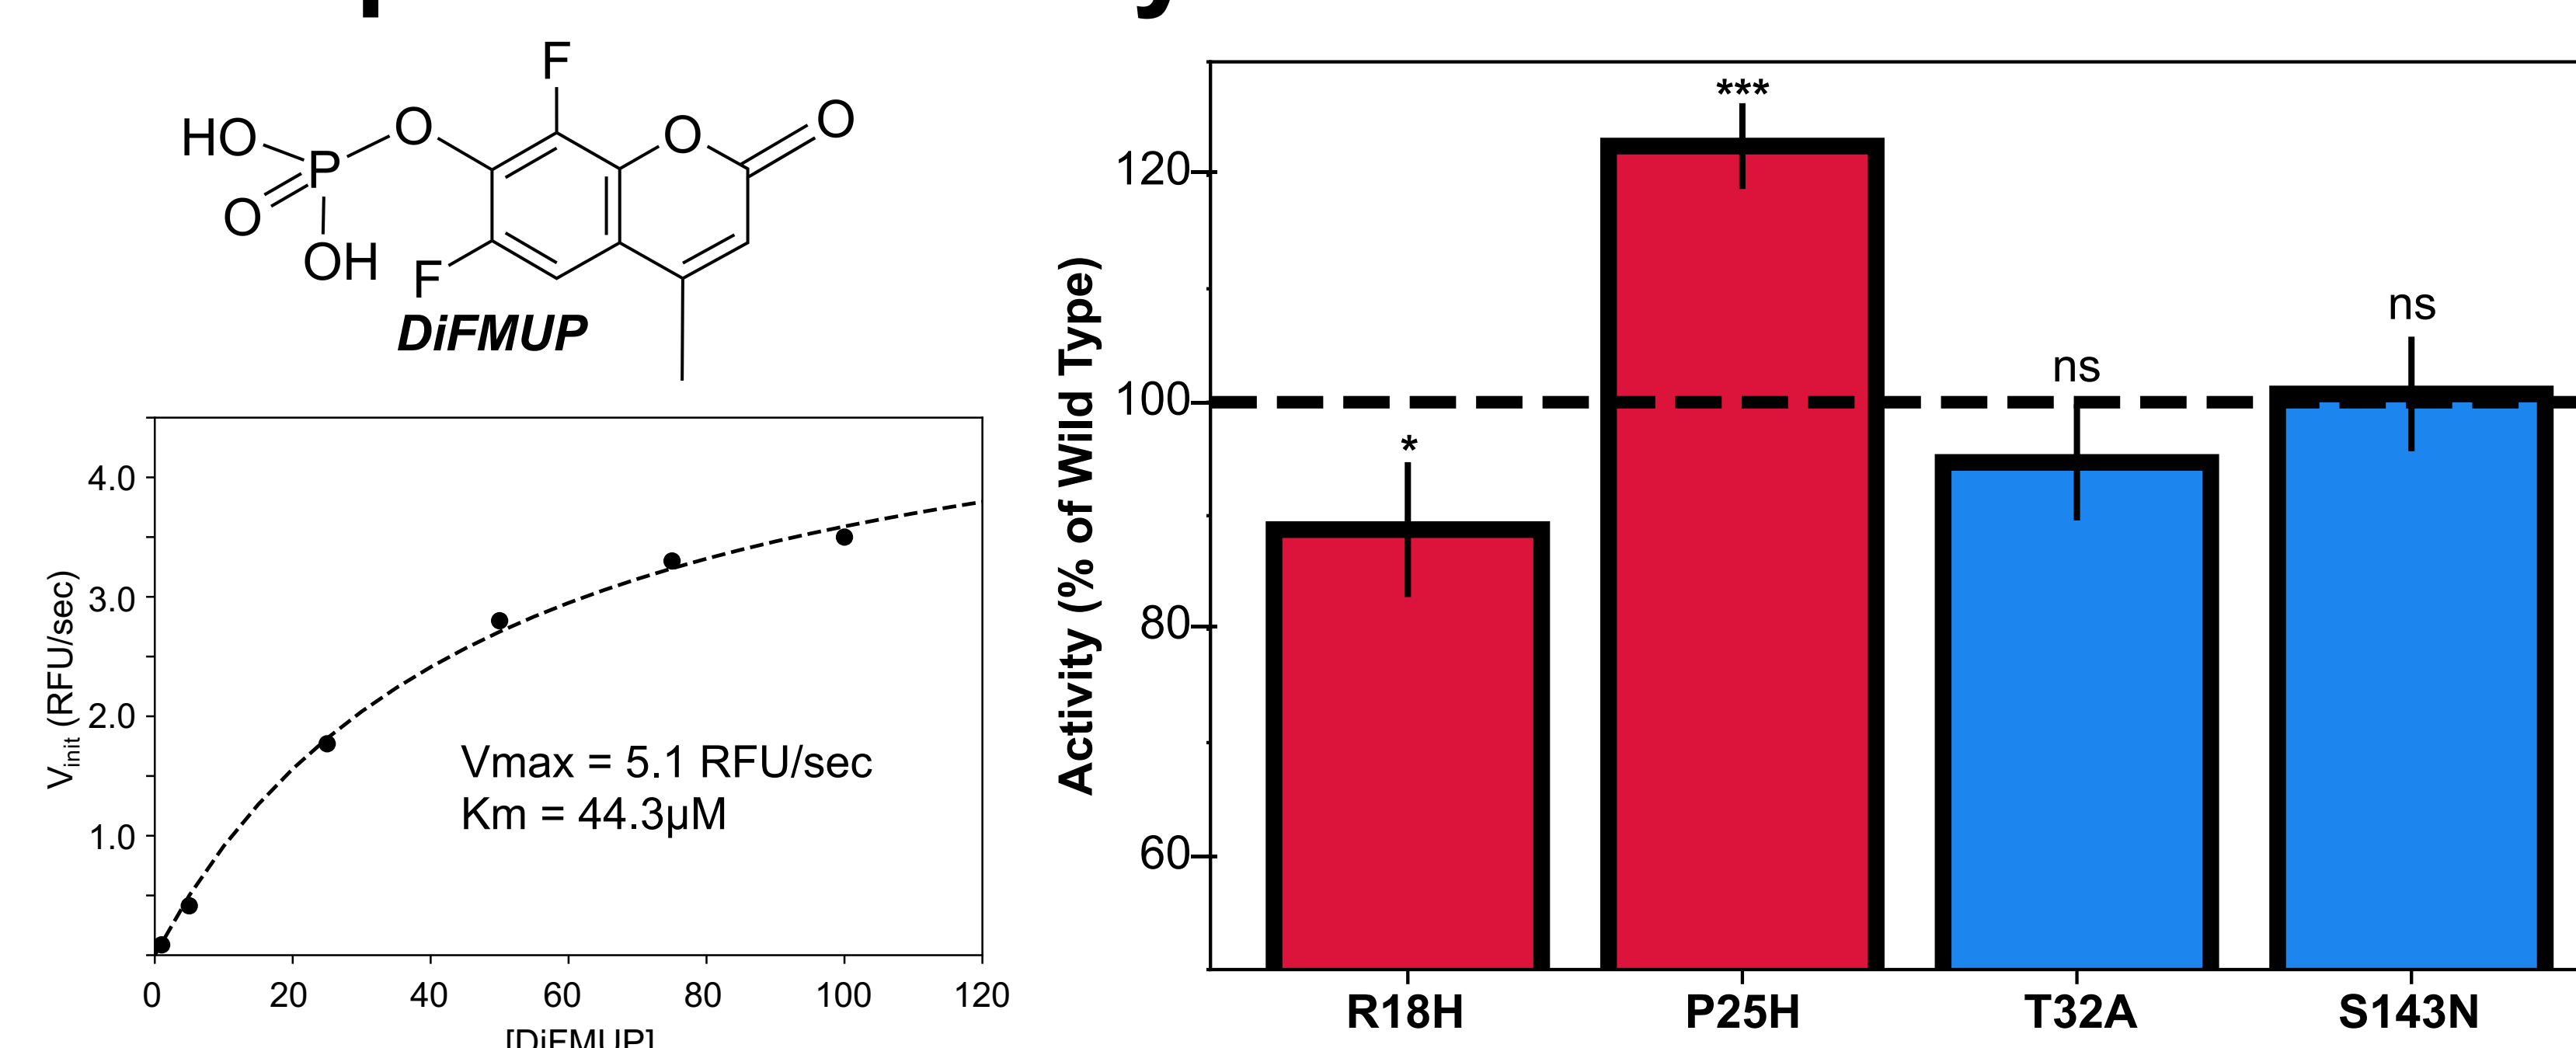 F
HO
O
P
O
OH
F
O
O
DiFMUP
4.0
3.0
2.0
1.0
V init (RFU/sec)
Vmax = 5.1 RFU/sec
Km = 44.3µM
0 20 40 60 80 100 120
[DiFMUP]
Activity (% of Wild Type)
120
100
80
60
*
***
ns
ns
R18H P25H T32A S143N